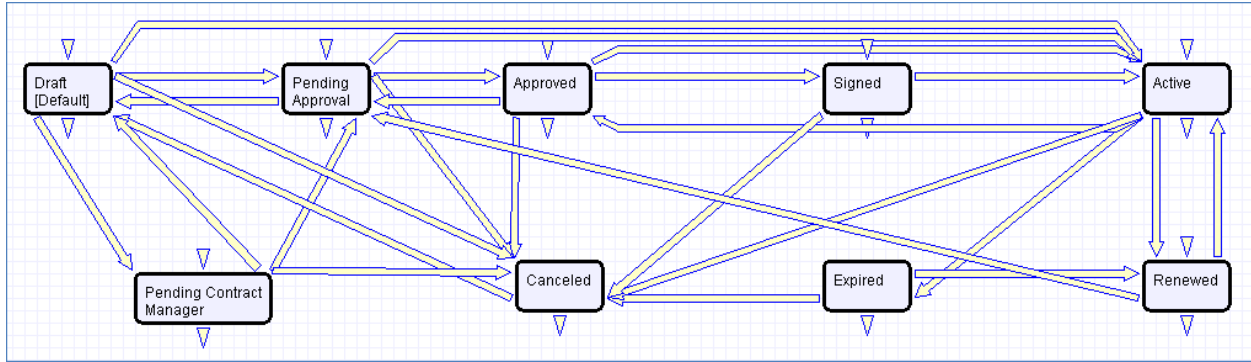 Draft
[Default]
Pending
Approval
Approved
Signed
Active
Pending Contract
Manager
Canceled
Expired
Renewed